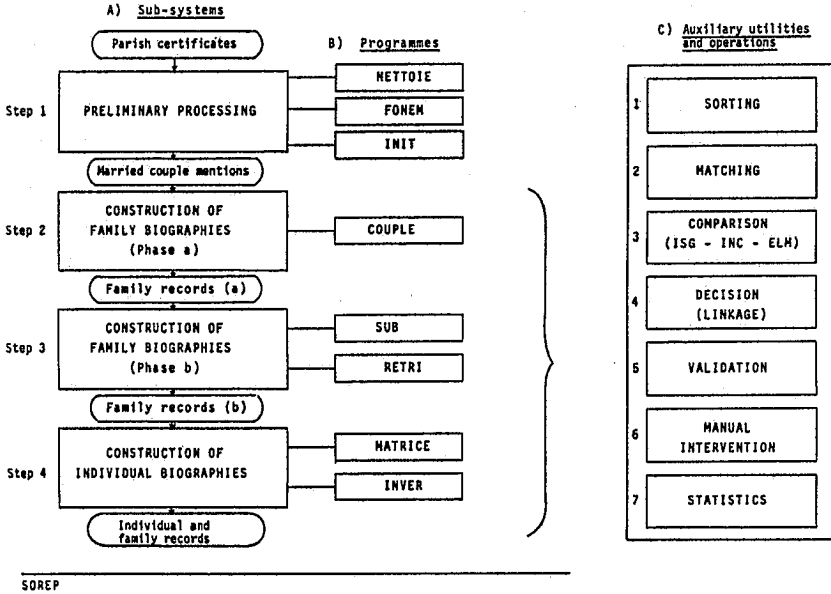 A) Sub-systems
Parish certificates
Step 1
PRELIMINARY PROCESSING
Married couple mentions
Step 2
CONSTRUCTION OF
FAMILY BIOGRAPHIES
(Phase a)
Family records (a)
Step 3
CONSTRUCTION OF
FAMILY BIOGRAPHIES
(Phase b)
Family records (b)
Step 4
CONSTRUCTION OF
INDIVIDUAL BIOGRAPHIES
Individual and
family records
B) Programmes
NETTOIE
FONEM
INIT
COUPLE
SUB
RETRI
MATRICE
INVER
C) Auxiliary utilities
and operations
1 SORTING
2 MATCHING
3 COMPARISON
(ISG - INC - ELM)
4 DECISION
(LINKAGE)
5 VALIDATION
6 MANUAL
INTERVENTION
7 STATISTICS
SOREP